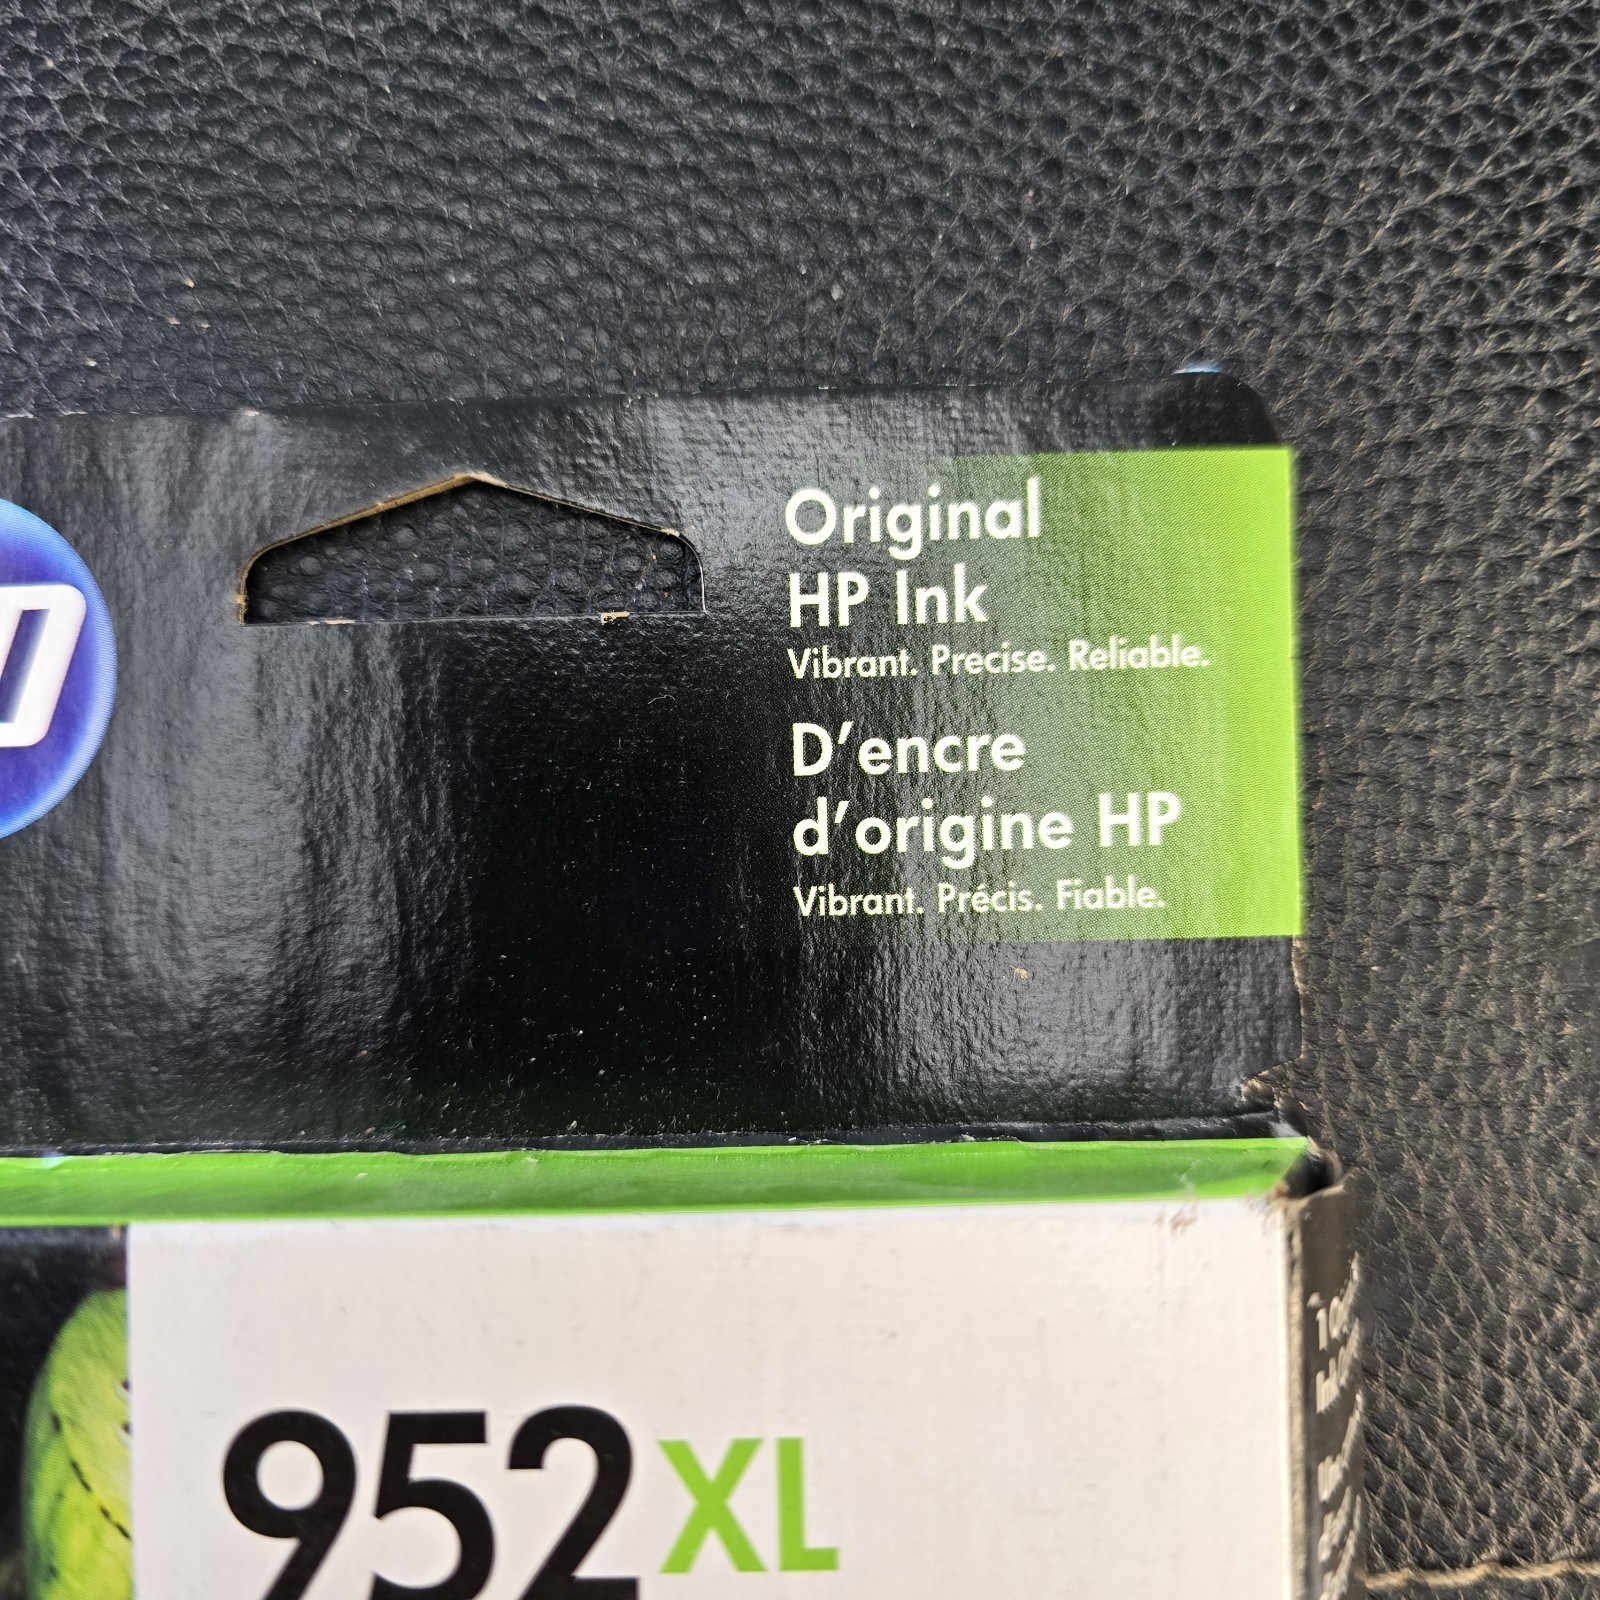 Original
HP Ink
Vibrant. Precise. Reliable.
D'encre
d'origine HP
Vibrant. Précis. Fiable.
952XL